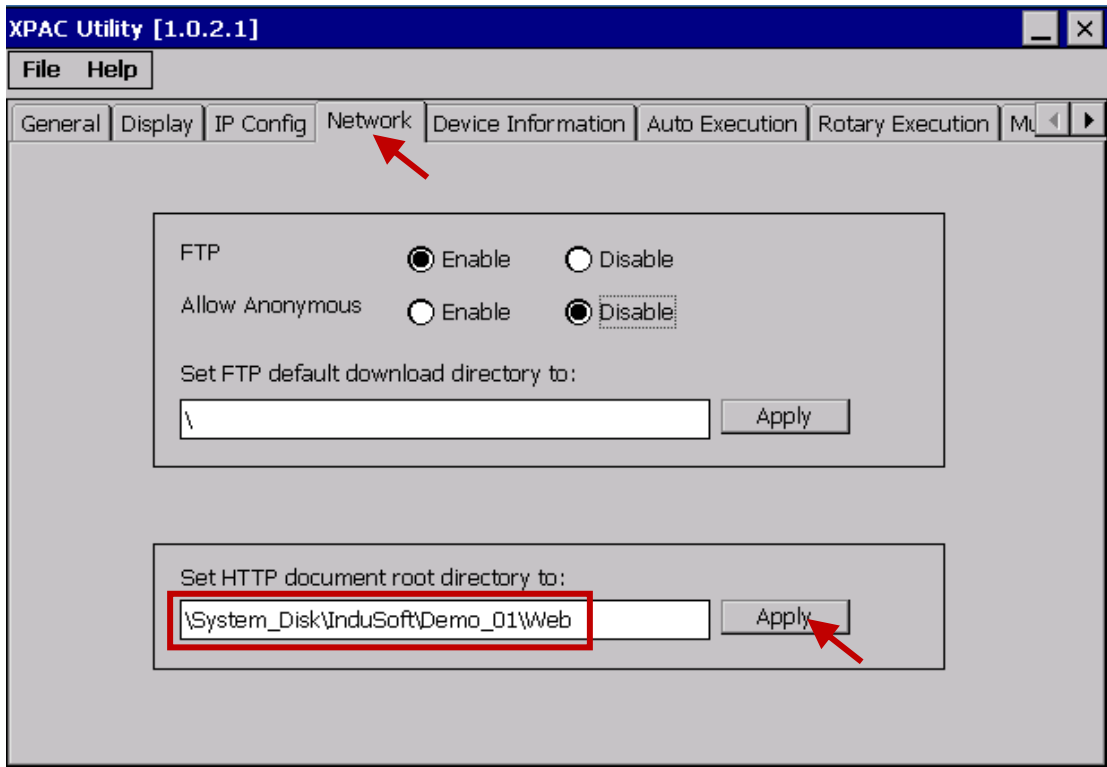 XPAC Utility [1.0.2.1]
File Help
General Display IP Config Network Device Information Auto Execution Rotary Execution
FTP Enable Disable
Allow Anonymous Enable Disable
Set FTP default download directory to:
\ Apply
Set HTTP document root directory to:
\System_Disk\InduSoft\Demo_01\Web Apply